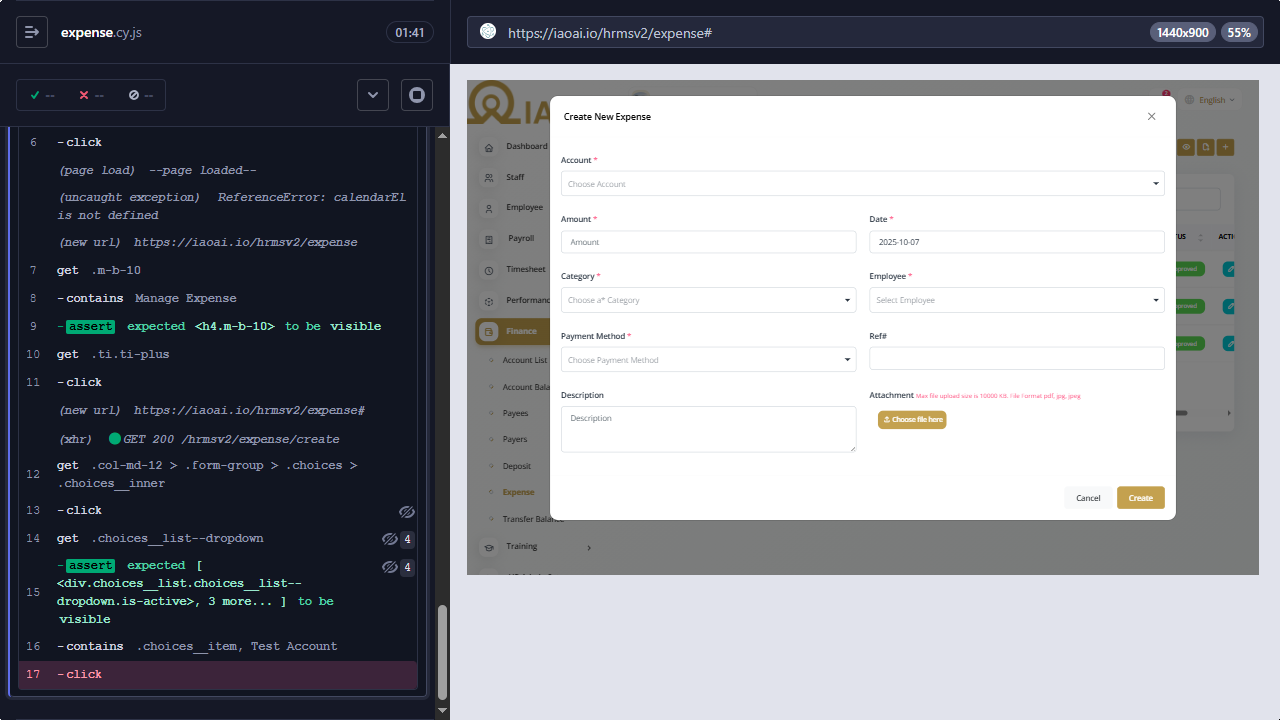 expense.cy.js
01:41
https://iaoai.io/hrmsv2/expense#
1440x900
55%
--
--
--
6 -click
(page load) --page loaded--
(uncaught exception) ReferenceError: calendarEl is not defined
(new url) https://iaoai.io/hrmsv2/expense
7 get .m-b-10
8 -contains Manage Expense
9 -assert expected <h4.m-b-10> to be visible
10 get .ti.ti-plus
11 -click
(new url) https://iaoai.io/hrmsv2/expense#
(xhr) GET 200 /hrmsv2/expense/create
12 get .col-md-12 > .form-group > .choices >
.choices__inner
13 -click
14 get .choices__list--dropdown 4
15 -assert expected [ 4
<div.choices__list.choices__list--
dropdown.is-active>, 3 more... ] to be
visible
16 -contains .choices__item, Test Account
17 -click
IA
2
English
Dashboard
Staff
Employee
Payroll
Timesheet
Finance
Account List
Payees
Payers
Deposit
Expense
Training
Create New Expense
Account *
Choose Account
Amount *
Amount
Date *
2025-10-07
Category *
Choose a* Category
Employee *
Select Employee
Payment Method *
Choose Payment Method
Ref#
Description
Description
Attachment Max file upload size is 10000 KB. File Format pdf, jpg, jpeg
Choose file here
Cancel
Create